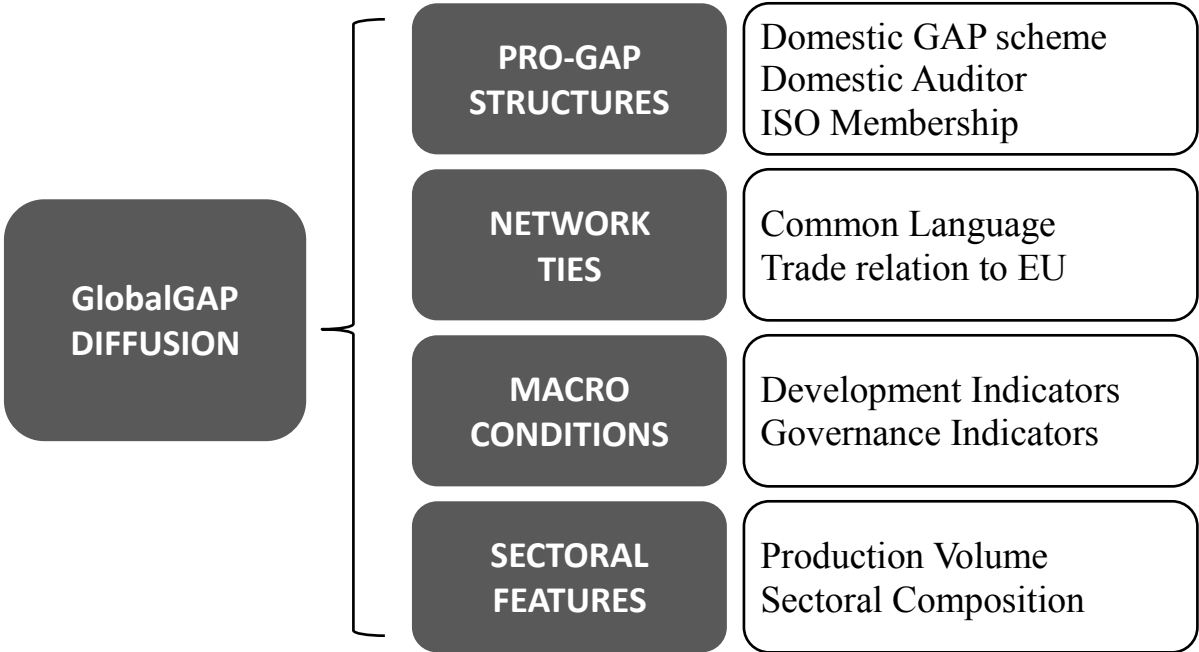 GlobalGAP
DIFFUSION
PRO-GAP
STRUCTURES
Domestic GAP scheme
Domestic Auditor
ISO Membership
NETWORK
TIES
Common Language
Trade relation to EU
MACRO
CONDITIONS
Development Indicators
Governance Indicators
SECTORAL
FEATURES
Production Volume
Sectoral Composition